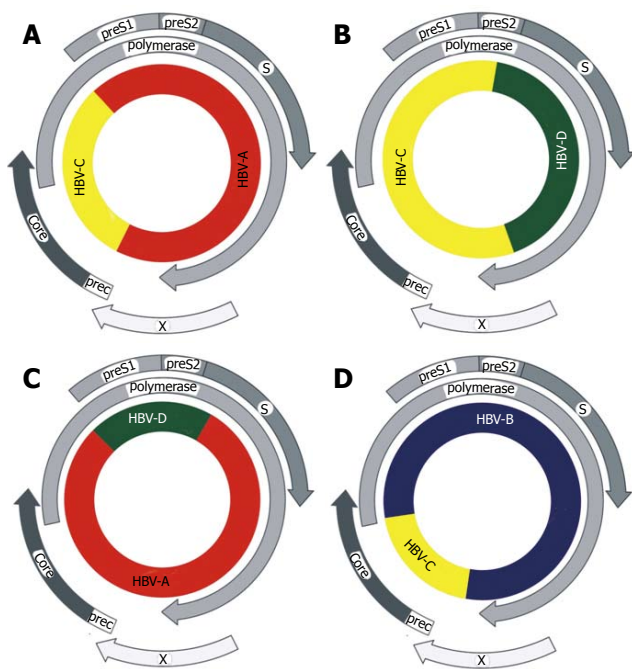 A
preS1
preS2
S
polymerase
HBV-C
HBV-A
Core
prec
X
B
preS1
preS2
S
polymerase
HBV-C
HBV-D
Core
prec
X
C
preS1
preS2
S
polymerase
HBV-D
HBV-A
Core
prec
X
D
preS1
preS2
S
polymerase
HBV-B
HBV-C
Core
prec
X